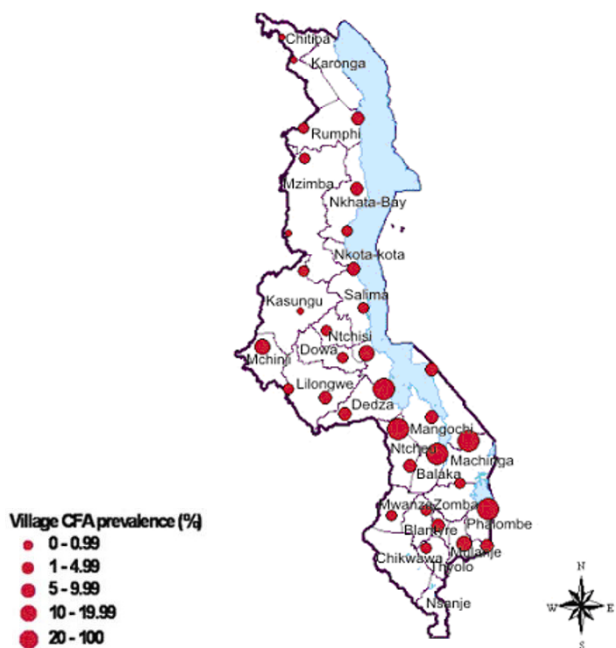 Chitipa
Karonga
Rumphi
Mzimba
Nkhata-Bay
Nkota-kota
Kasungu
Salima
Ntchisi
Dowa
Mchinji
Lilongwe
Dedza
Mangochi
Ntcheu
Machinga
Balaka
Mwanza
Zomba
Phalombe
Blantyre
Mulanje
Chikwawa
Thyolo
Nsanje
Village CFA prevalence (%)
0 - 0.99
1 - 4.99
5 - 9.99
10 - 19.99
20 - 100
N
W
E
S